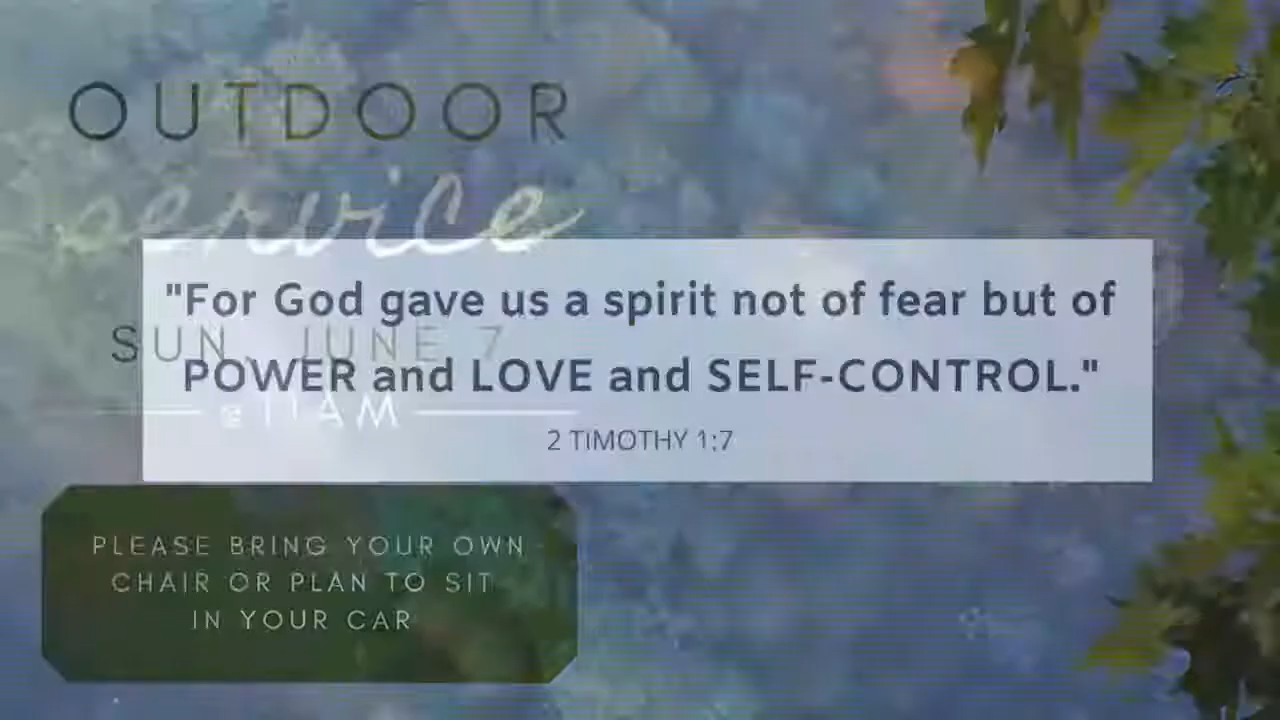 OUTDOOR
service
"For God gave us a spirit not of fear but of
SUN, JUNE 7
POWER and LOVE and SELF-CONTROL."
@ 11AM
2 TIMOTHY 1:7
PLEASE BRING YOUR OWN
CHAIR OR PLAN TO SIT
IN YOUR CAR